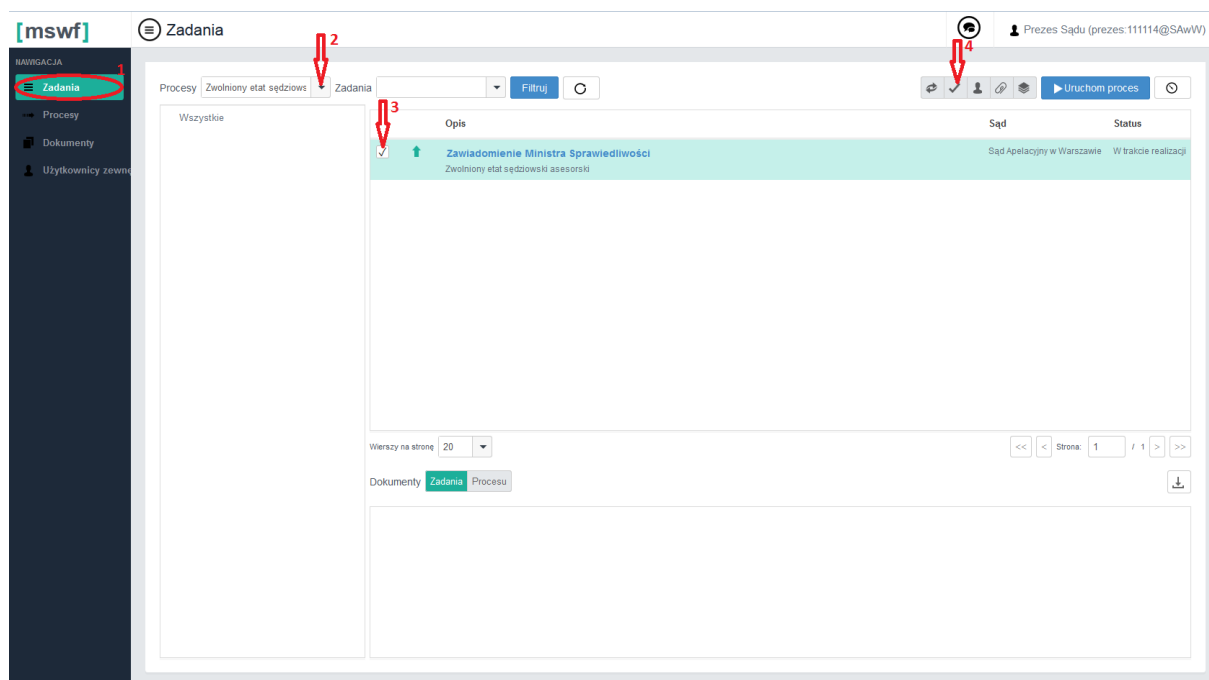 [mswf]
Zadania
Prezes Sądu (prezes:111114@SAwW)
2
4
NAWIGACJA
1
Zadania
Procesy
Dokumenty
Użytkownicy zewnę
Procesy Zwolniony etat sędziows Zadania Filtruj Uruchom proces
3
Wszystkie
Opis Sąd Status
Zawiadomienie Ministra Sprawiedliwości Sąd Apelacyjny w Warszawie W trakcie realizacji
Zwolniony etat sędziowski asesorski
Wierszy na stronę 20 << < Strona: 1 / 1 > >>
Dokumenty Zadania Procesu